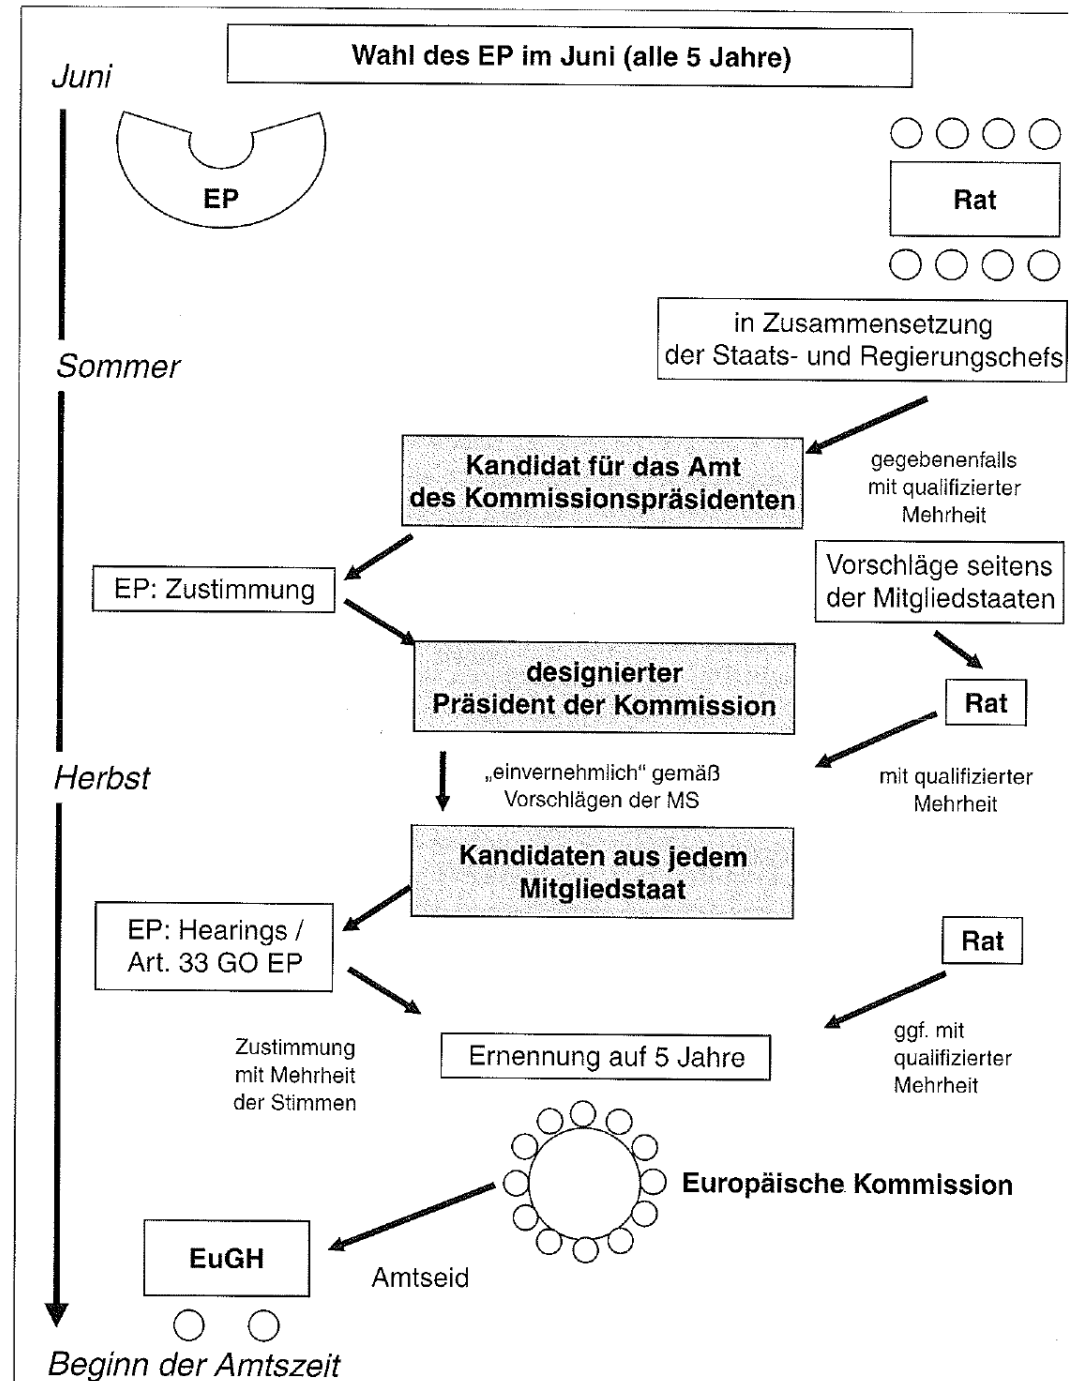 Wahl des EP im Juni (alle 5 Jahre)
Juni
EP
Rat
in Zusammensetzung
der Staats- und Regierungschefs
Sommer
Kandidat für das Amt
des Kommissionspräsidenten
gegebenenfalls
mit qualifizierter
Mehrheit
EP: Zustimmung
Vorschläge seitens
der Mitgliedstaaten
designierter
Präsident der Kommission
Rat
Herbst
„einvernehmlich“ gemäß
Vorschlägen der MS
mit qualifizierter
Mehrheit
Kandidaten aus jedem
Mitgliedstaat
EP: Hearings /
Art. 33 GO EP
Rat
Zustimmung
mit Mehrheit
der Stimmen
Ernennung auf 5 Jahre
ggf. mit
qualifizierter
Mehrheit
Europäische Kommission
EuGH
Amtseid
Beginn der Amtszeit